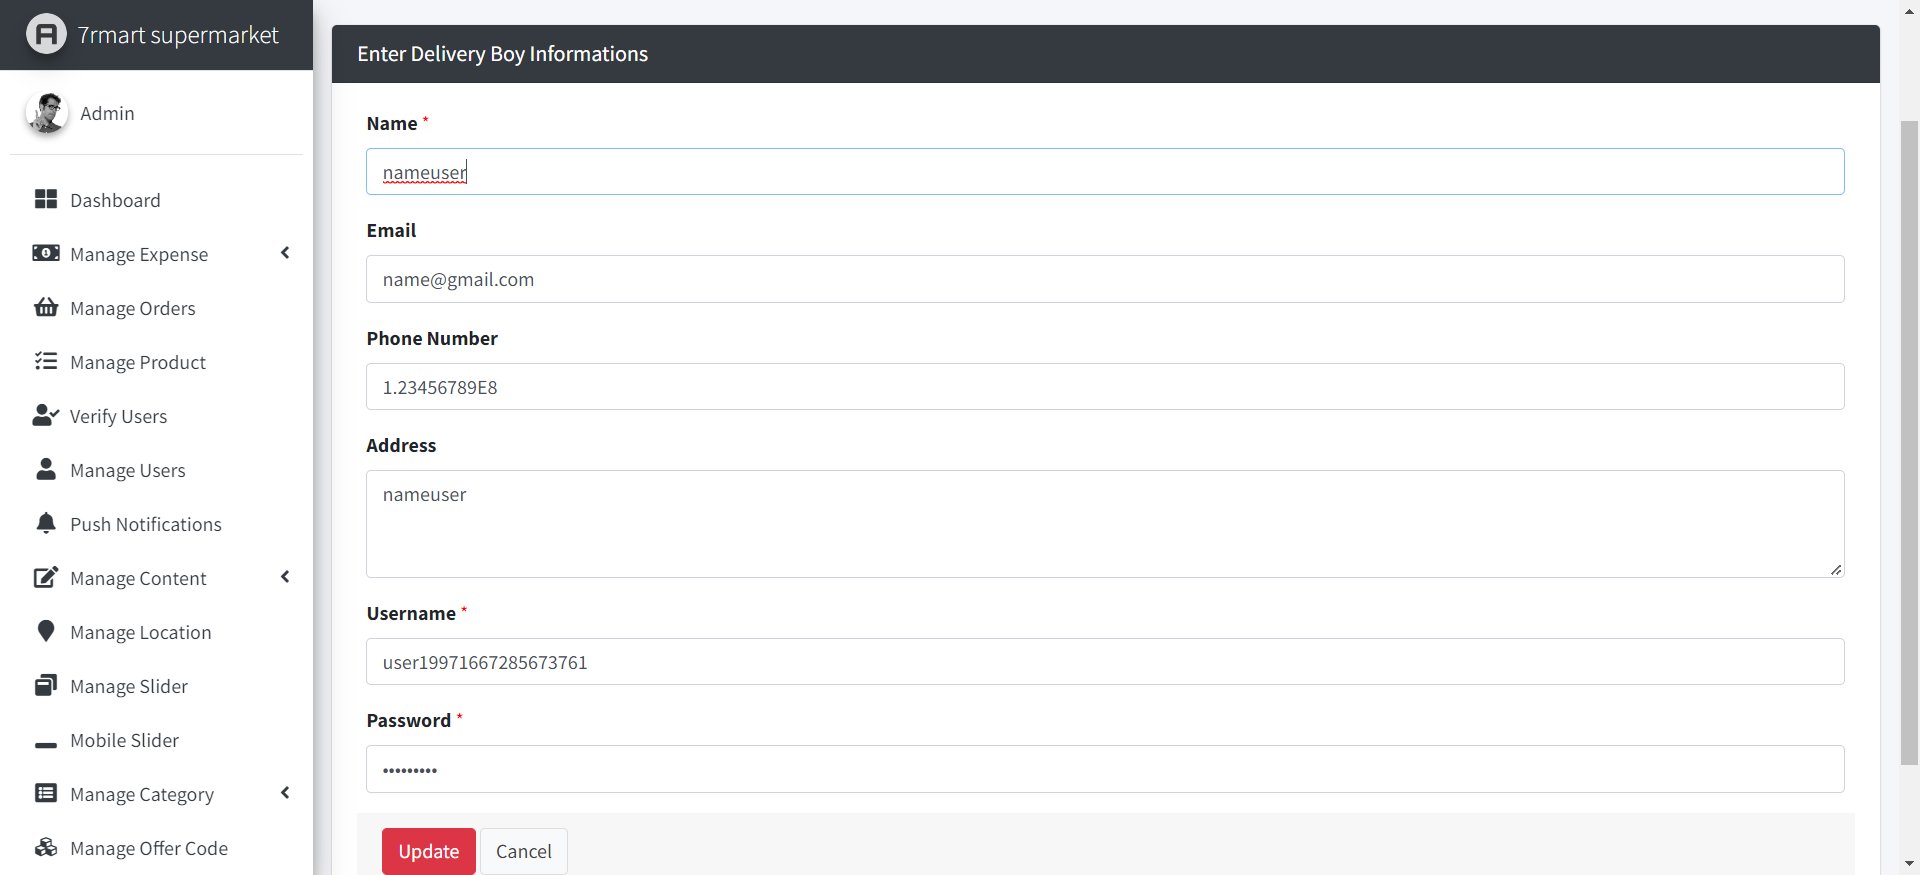 7rmart supermarket
Admin
Dashboard
Manage Expense
Manage Orders
Manage Product
Verify Users
Manage Users
Push Notifications
Manage Content
Manage Location
Manage Slider
Mobile Slider
Manage Category
Manage Offer Code
Enter Delivery Boy Informations
Name *
nameuser
Email
name@gmail.com
Phone Number
1.23456789E8
Address
nameuser
Username *
user19971667285673761
Password *
•••••••••
Update
Cancel